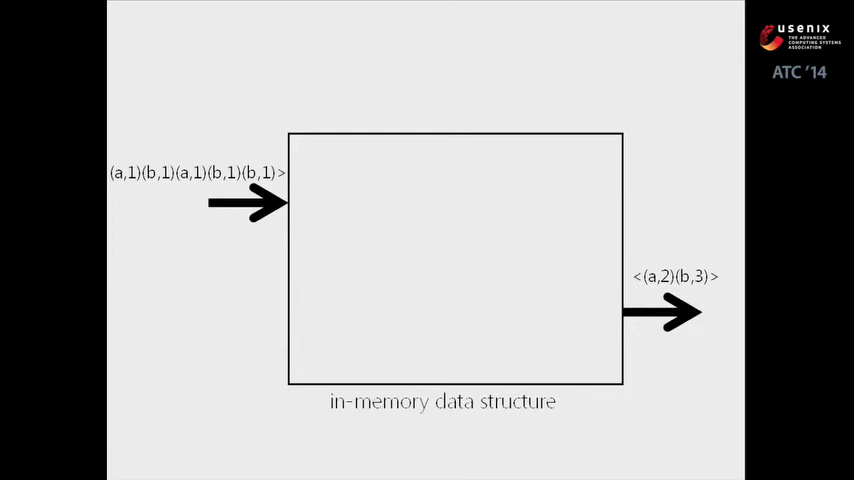 usenix
THE ADVANCED
COMPUTING SYSTEMS
ASSOCIATION
ATC '14
(a,1)(b,1)(a,1)(b,1)(b,1)>
<(a,2)(b,3)>
in-memory data structure